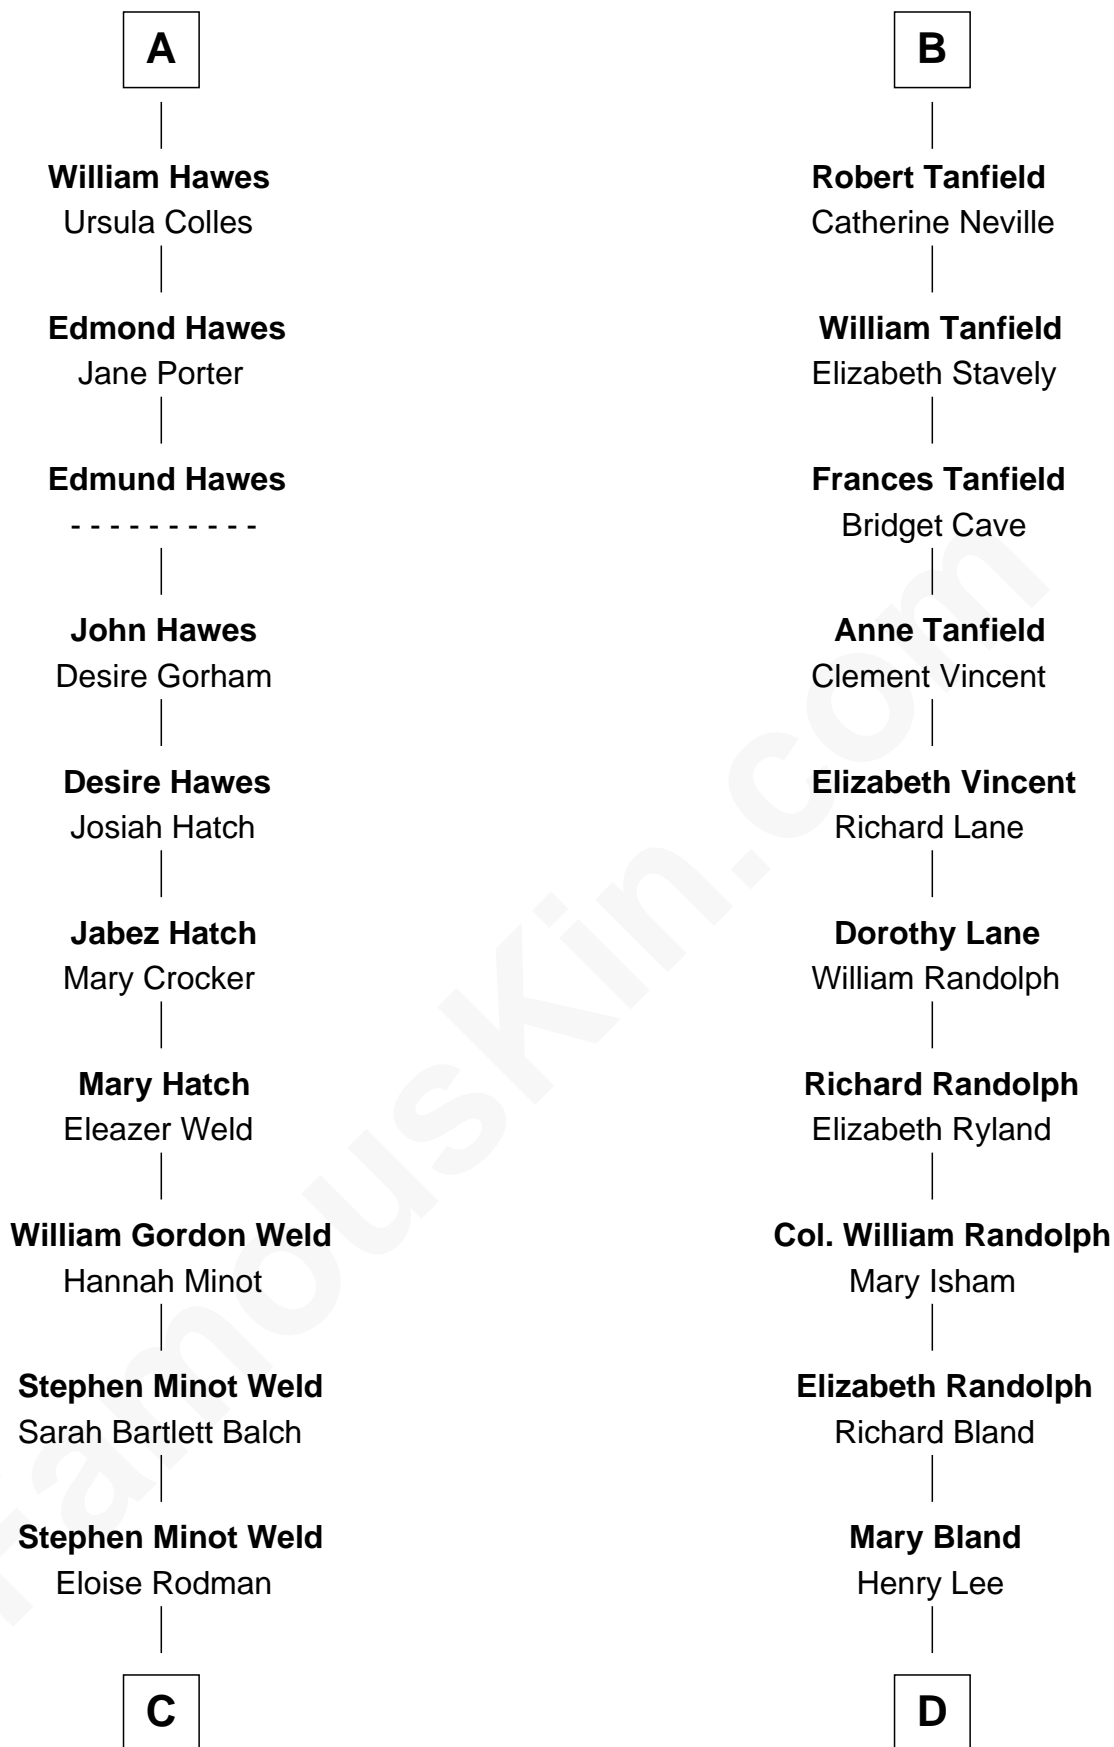 A
William Hawes
Ursula Colles
Edmond Hawes
Jane Porter
Edmund Hawes
- - - - - - - - - -
John Hawes
Desire Gorham
Desire Hawes
Josiah Hatch
Jabez Hatch
Mary Crocker
Mary Hatch
Eleazer Weld
William Gordon Weld
Hannah Minot
Stephen Minot Weld
Sarah Bartlett Balch
Stephen Minot Weld
Eloise Rodman
C
B
Robert Tanfield
Catherine Neville
William Tanfield
Elizabeth Stavely
Frances Tanfield
Bridget Cave
Anne Tanfield
Clement Vincent
Elizabeth Vincent
Richard Lane
Dorothy Lane
William Randolph
Richard Randolph
Elizabeth Ryland
Col. William Randolph
Mary Isham
Elizabeth Randolph
Richard Bland
Mary Bland
Henry Lee
D
FamousKin.com